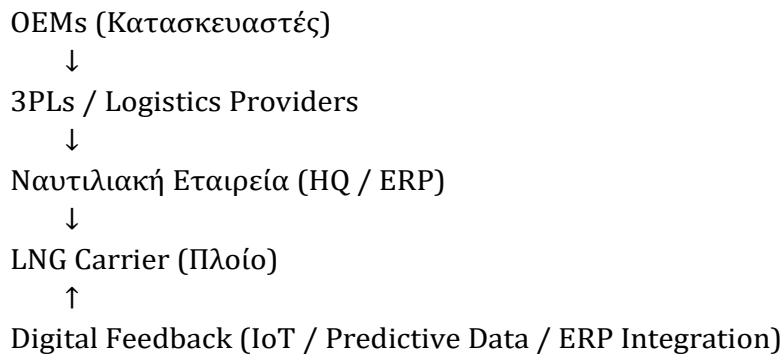 OEMs (Κατασκευαστές)
↓
3PLs / Logistics Providers
↓
Ναυτιλιακή Εταιρεία (HQ / ERP)
↓
LNG Carrier (Πλοίο)
↑
Digital Feedback (IoT / Predictive Data / ERP Integration)